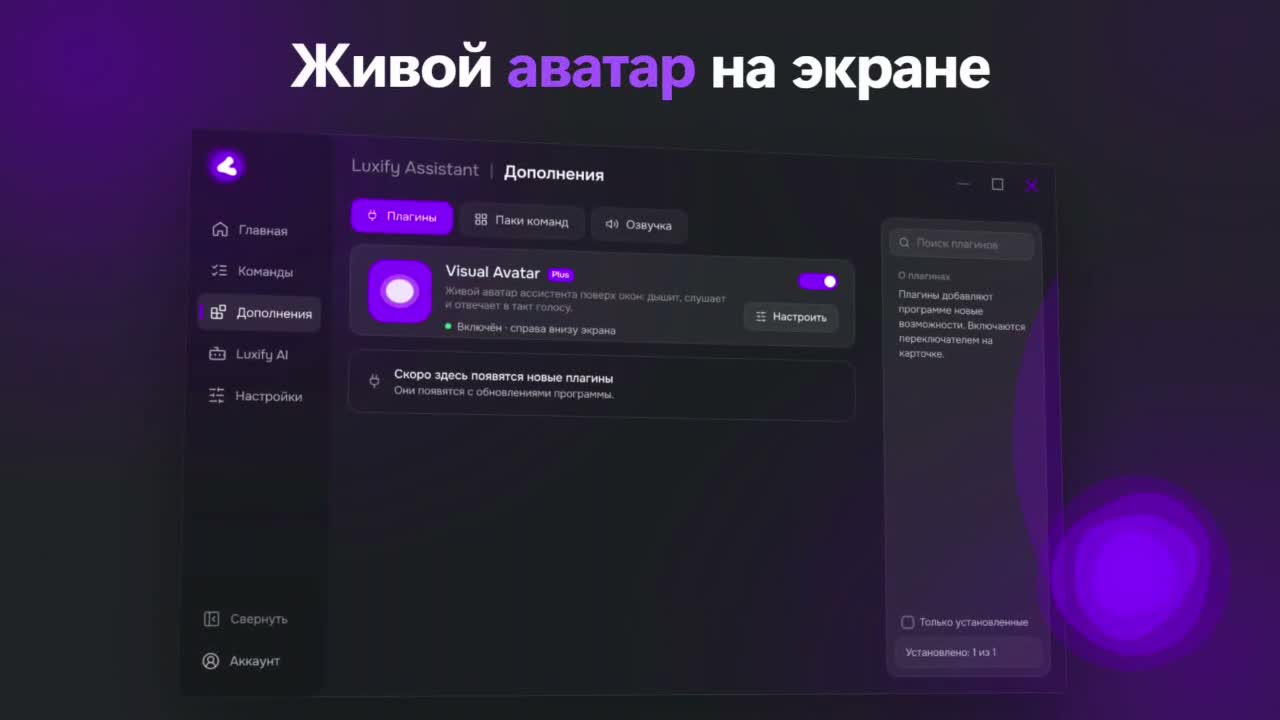 Живой аватар на экране
Luxify Assistant | Дополнения
Главная
Команды
Дополнения
Luxify AI
Настройки
Свернуть
Аккаунт
Плагины
Паки команд
Озвучка
Visual Avatar Plus
Живой аватар ассистента поверх окон: дышит, слушает
и отвечает в такт голосу.
Включён · справа внизу экрана
Настроить
Скоро здесь появятся новые плагины
Они появятся с обновлениями программы.
Поиск плагинов
О плагинах
Плагины добавляют
программе новые
возможности. Включаются
переключателем на
карточке.
Только установленные
Установлено: 1 из 1